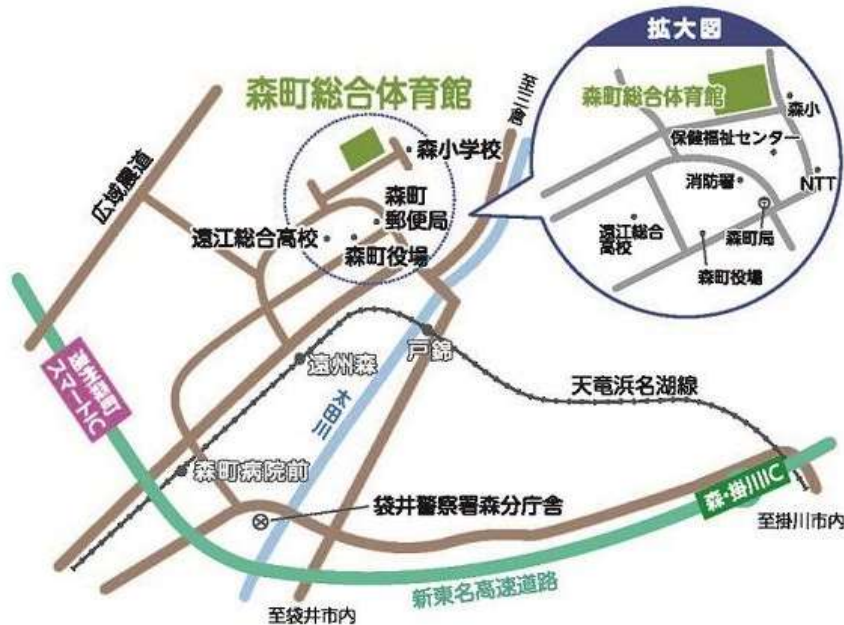 拡大図
森町総合体育館
至三倉
森町総合体育館
森小
保健福祉センター
消防署
NTT
遠江総合
高校
森町局
森町役場
広域農道
森小学校
森町
郵便局
遠江総合高校
森町役場
遠州森町
スマートIC
遠州森
戸綿
太田川
天竜浜名湖線
森町病院前
袋井警察署森分庁舎
森・掛川IC
至掛川市内
新東名高速道路
至袋井市内